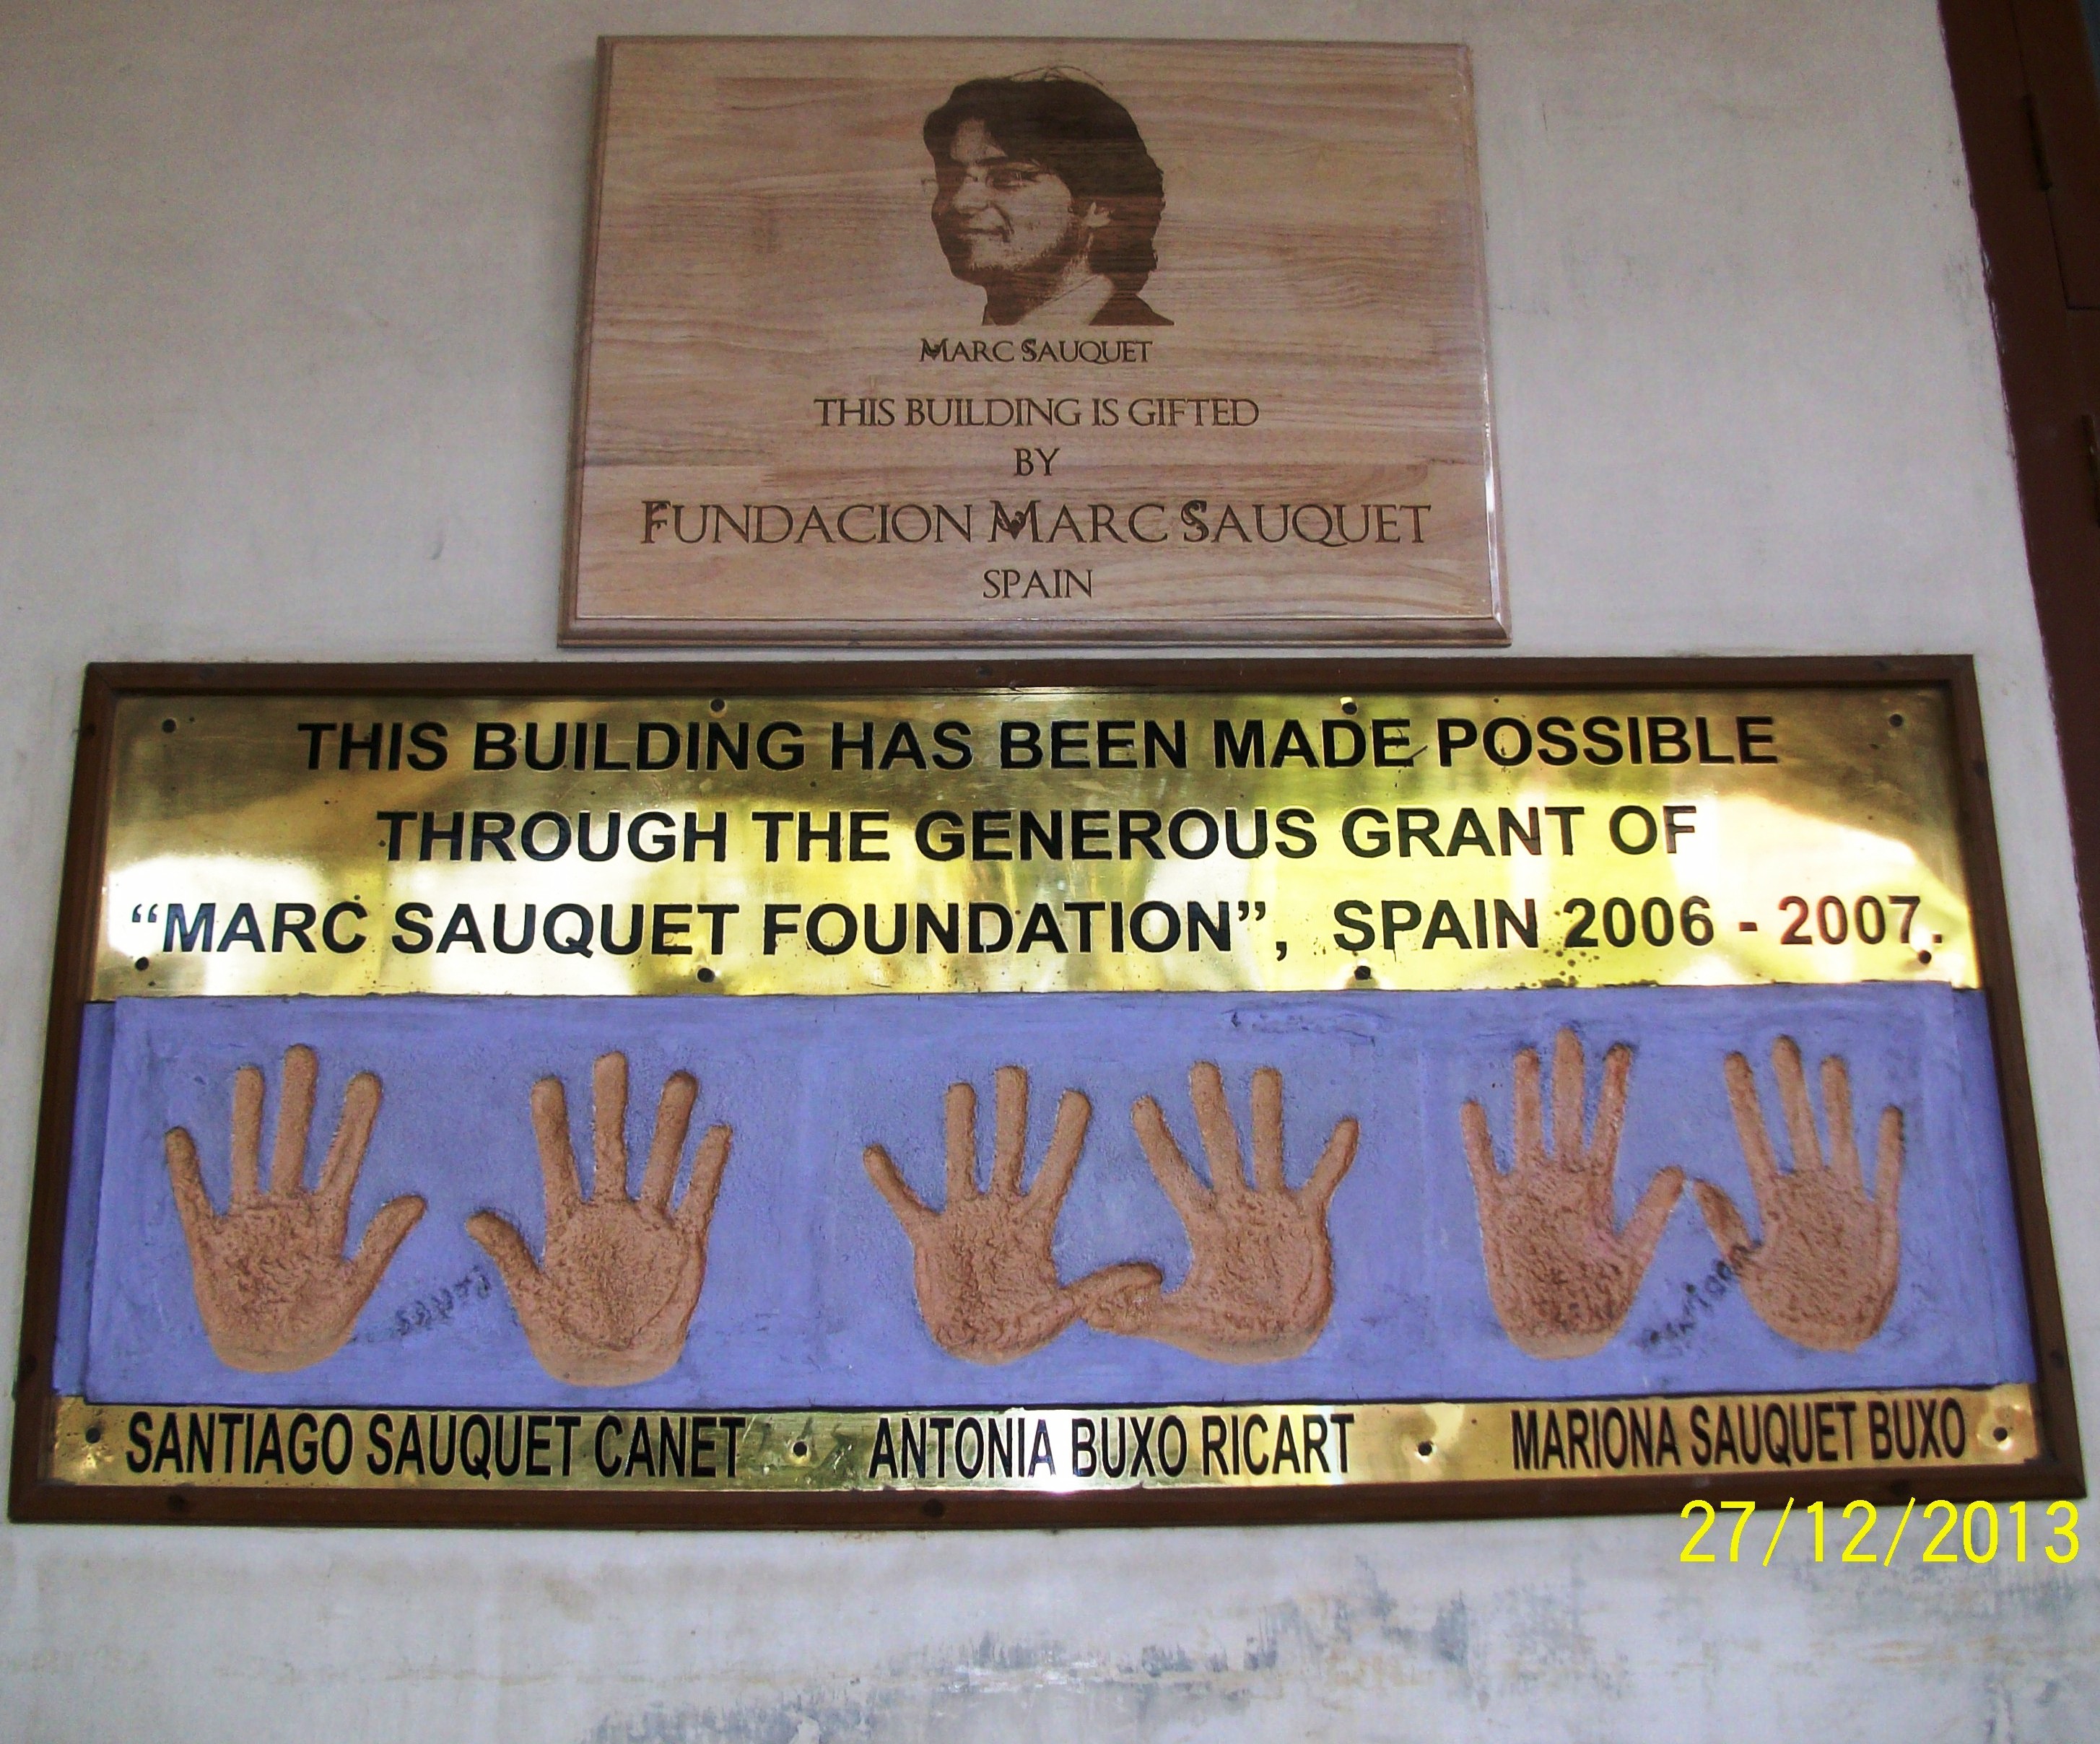 MARC SAUQUET
THIS BUILDING IS GIFTED
BY
FUNDACION MARC SAUQUET
SPAIN
THIS BUILDING HAS BEEN MADE POSSIBLE
THROUGH THE GENEROUS GRANT OF
“MARC SAUQUET FOUNDATION”, SPAIN 2006 - 2007.
SANTIAGO SAUQUET CANET
ANTONIA BUXO RICART
MARIONA SAUQUET BUXO
27/12/2013